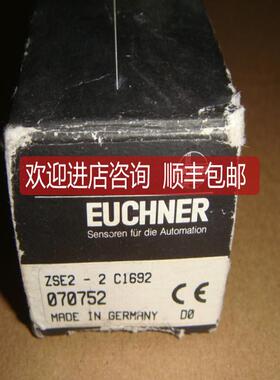 欢迎进店咨询 顺丰包邮
EUCHNER
Sensoren für die Automation
ZSE2 - 2 C1692
070752
CE
MADE IN GERMANY D0